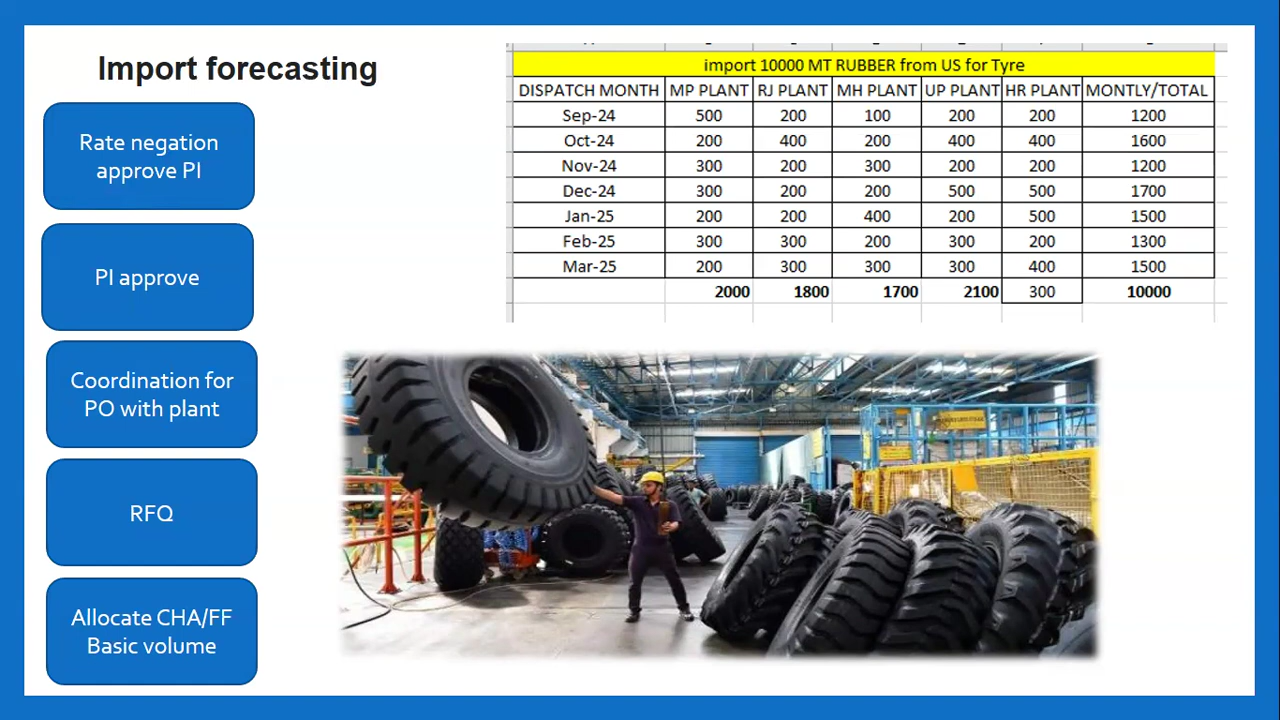 Import forecasting
Rate negation
approve PI
PI approve
Coordination for
PO with plant
RFQ
Allocate CHA/FF
Basic volume
import 10000 MT RUBBER from US for Tyre
DISPATCH MONTH MP PLANT RJ PLANT MH PLANT UP PLANT HR PLANT MONTLY/TOTAL
Sep-24 500 200 100 200 200 1200
Oct-24 200 400 200 400 400 1600
Nov-24 300 200 300 200 200 1200
Dec-24 300 200 200 500 500 1700
Jan-25 200 200 400 200 500 1500
Feb-25 300 300 200 300 200 1300
Mar-25 200 300 300 300 400 1500
2000 1800 1700 2100 300 10000